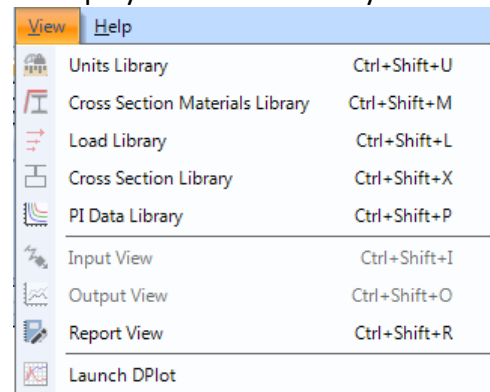 View Help
Units Library Ctrl+Shift+U
Cross Section Materials Library Ctrl+Shift+M
Load Library Ctrl+Shift+L
Cross Section Library Ctrl+Shift+X
PI Data Library Ctrl+Shift+P
Input View Ctrl+Shift+I
Output View Ctrl+Shift+O
Report View Ctrl+Shift+R
Launch DPlot